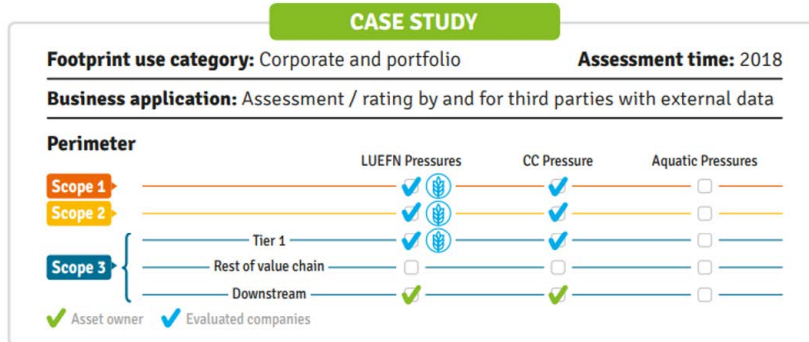 CASE STUDY
Footprint use category: Corporate and portfolio Assessment time: 2018
Business application: Assessment / rating by and for third parties with external data
Perimeter
LUEFN Pressures CC Pressure Aquatic Pressures
Scope 1
Scope 2
Tier 1
Scope 3 Rest of value chain
Downstream
Asset owner Evaluated companies